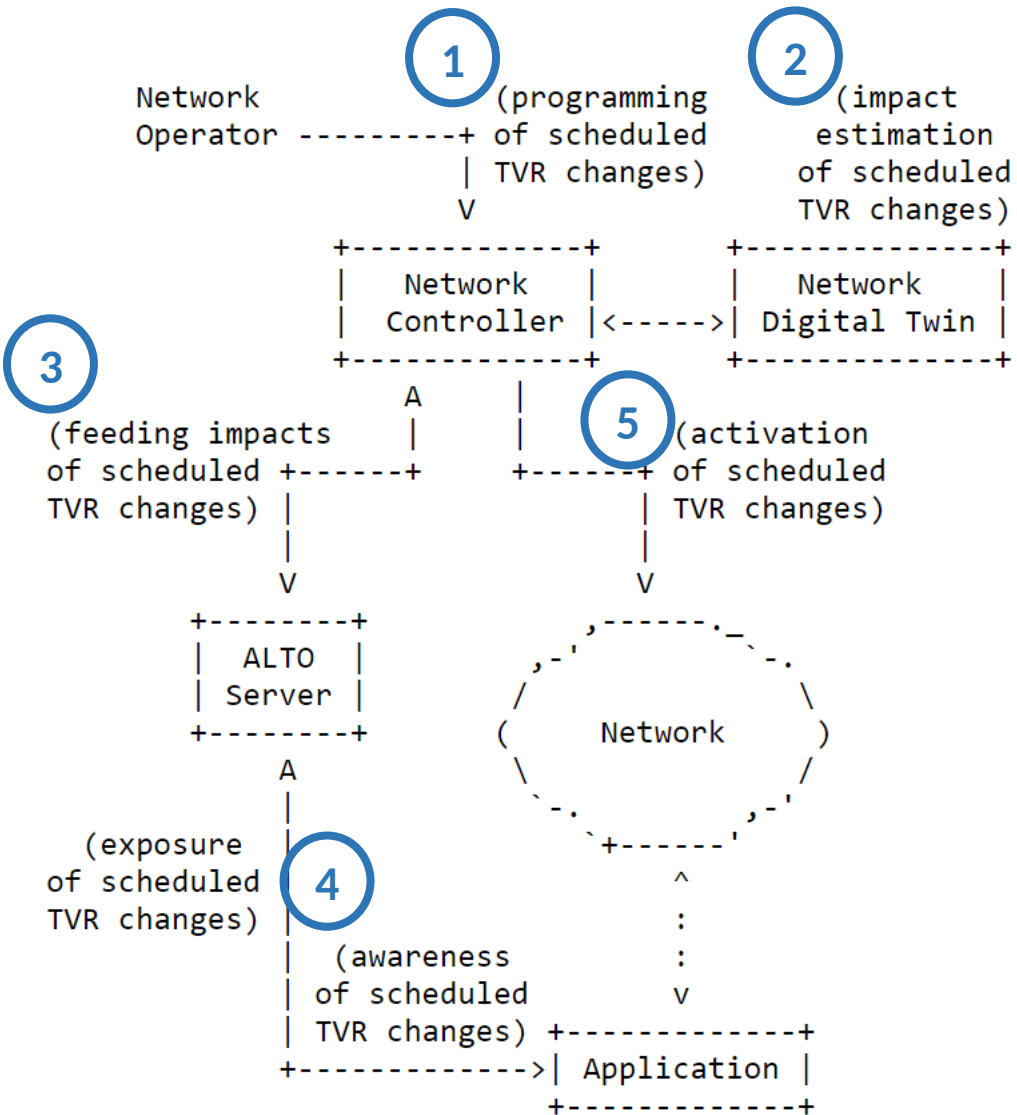 1
2
Network
Operator ---------+
(programming
of scheduled
TVR changes)
(impact
estimation
of scheduled
TVR changes)
Network
Controller
<----->
Network
Digital Twin
3
(feeding impacts
of scheduled
TVR changes)
5
(activation
of scheduled
TVR changes)
ALTO
Server
Network
(exposure
of scheduled
TVR changes)
4
(awareness
of scheduled
TVR changes)
Application